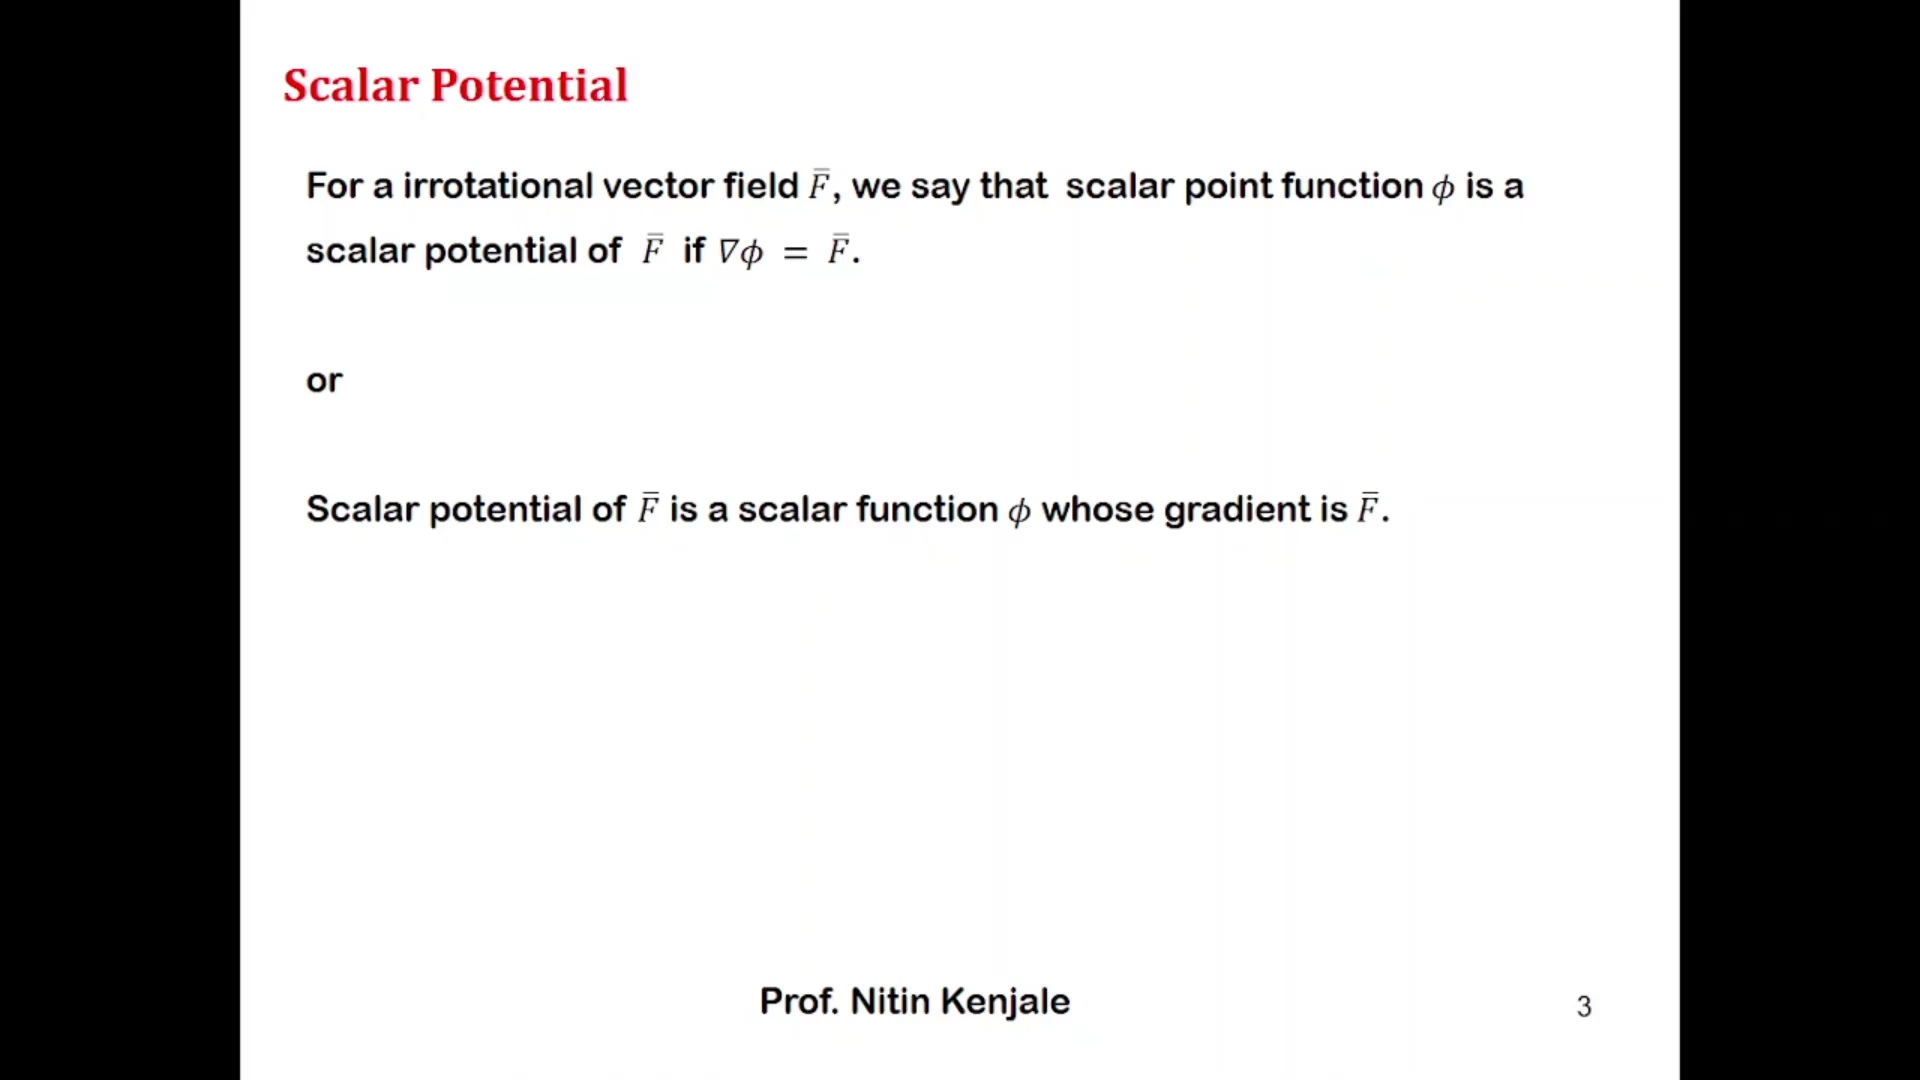 Scalar Potential
For a irrotational vector field F̅, we say that scalar point function ϕ is a
scalar potential of F̅ if ∇ϕ = F̅.
or
Scalar potential of F̅ is a scalar function ϕ whose gradient is F̅.
Prof. Nitin Kenjale
3